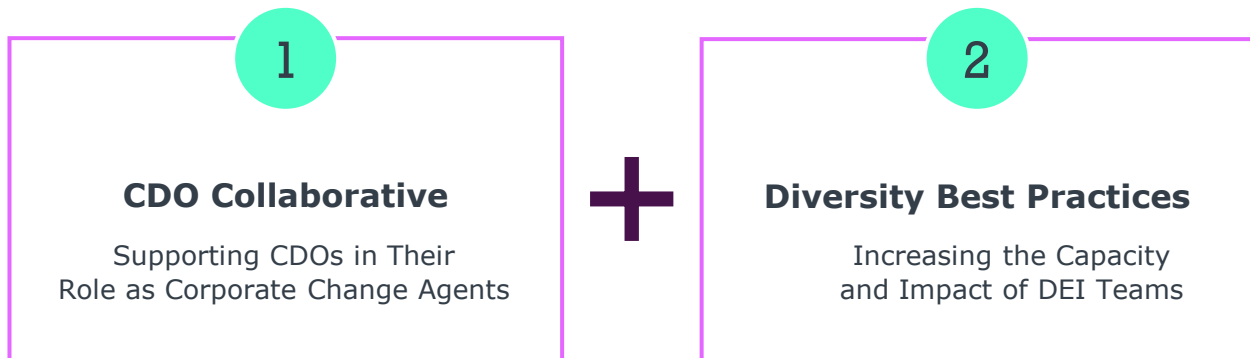 1
CDO Collaborative
Supporting CDOs in Their
Role as Corporate Change Agents
+
2
Diversity Best Practices
Increasing the Capacity
and Impact of DEI Teams